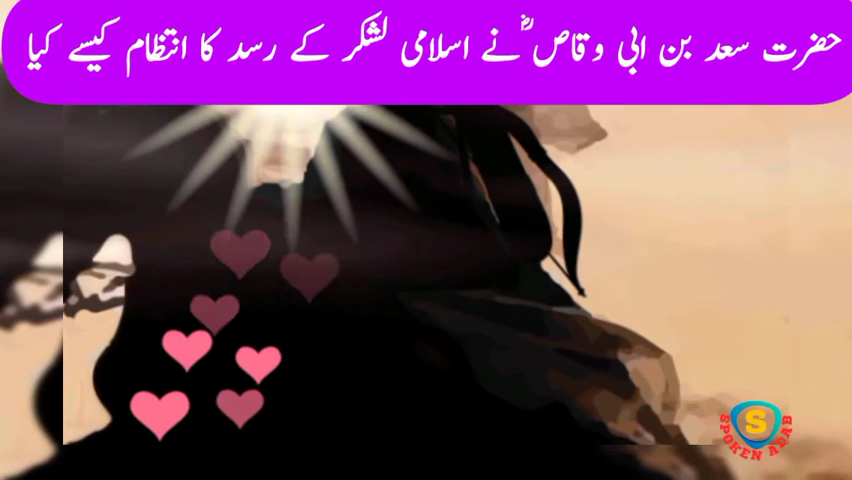 حضرت سعد بن ابی وقاصؓ نے اسلامی لشکر کے رسد کا انتظام کیسے کیا
S
SPOKEN ADAB